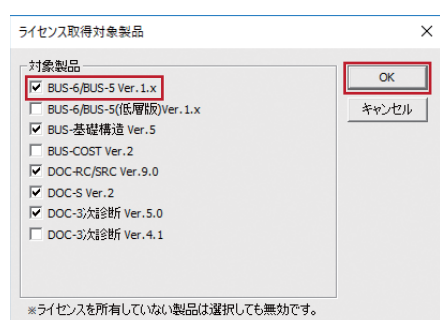 ライセンス取得対象製品
対象製品
BUS-6/BUS-5 Ver.1.x
BUS-6/BUS-5(低層版)Ver.1.x
BUS-基礎構造 Ver.5
BUS-COST Ver.2
DOC-RC/SRC Ver.9.0
DOC-S Ver.2
DOC-3次診断 Ver.5.0
DOC-3次診断 Ver.4.1
OK
キャンセル
※ライセンスを所有していない製品は選択しても無効です。